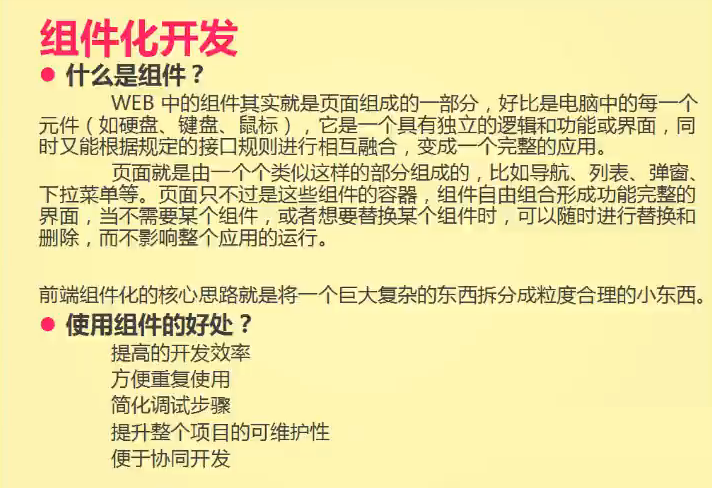 组件化开发
● 什么是组件？
WEB 中的组件其实就是页面组成的一部分，好比是电脑中的每一个
元件（如硬盘、键盘、鼠标），它是一个具有独立的逻辑和功能或界面，同
时又能根据规定的接口规则进行相互融合，变成一个完整的应用。
页面就是由一个个类似这样的部分组成的，比如导航、列表、弹窗、
下拉菜单等。页面只不过是这些组件的容器，组件自由组合形成功能完整的
界面，当不需要某个组件，或者想要替换某个组件时，可以随时进行替换和
删除，而不影响整个应用的运行。
前端组件化的核心思路就是将一个巨大复杂的东西拆分成粒度合理的小东西。
● 使用组件的好处？
提高的开发效率
方便重复使用
简化调试步骤
提升整个项目的可维护性
便于协同开发